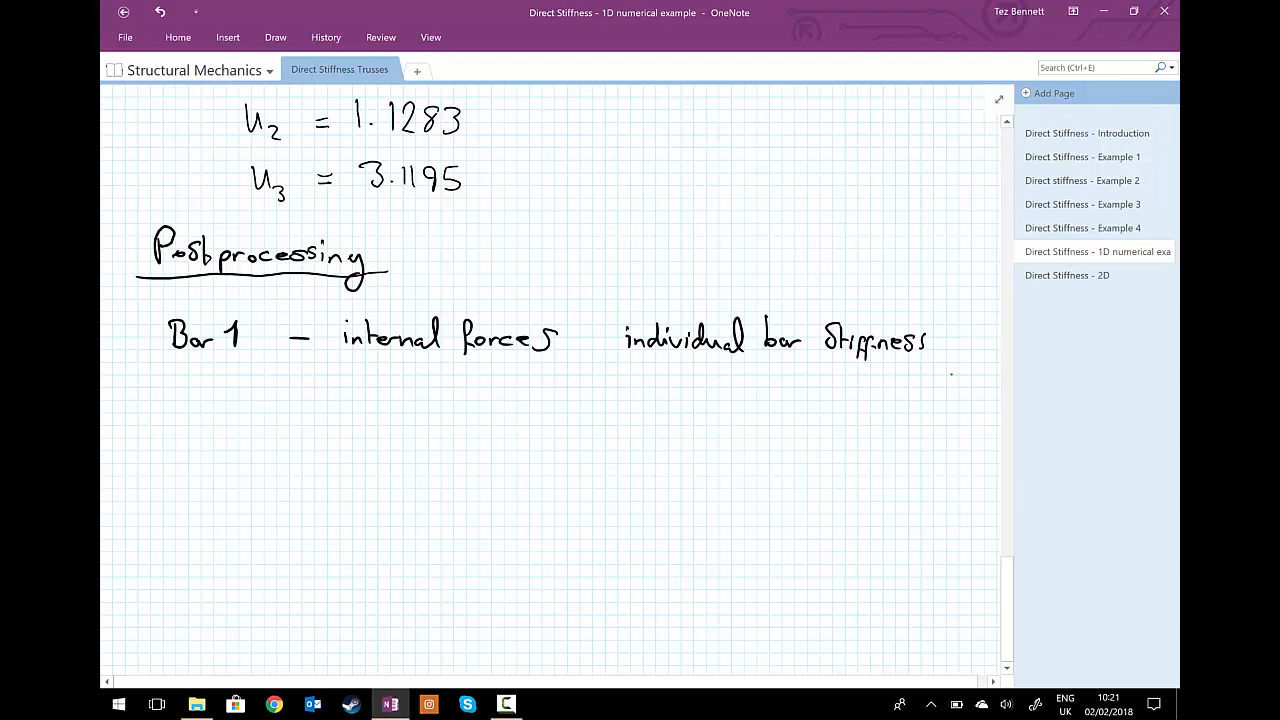 Direct Stiffness - 1D numerical example - OneNote
Tez Bennett
File Home Insert Draw History Review View
Structural Mechanics
Direct Stiffness Trusses
+
Search (Ctrl+E)
u2 = 1.1283
u3 = 3.1195
Postprocessing
Bar 1 – internal forces individual bar stiffness
Add Page
Direct Stiffness - Introduction
Direct Stiffness - Example 1
Direct stiffness - Example 2
Direct Stiffness - Example 3
Direct Stiffness - Example 4
Direct Stiffness - 1D numerical exa
Direct Stiffness - 2D
ENG
UK
10:21
02/02/2018